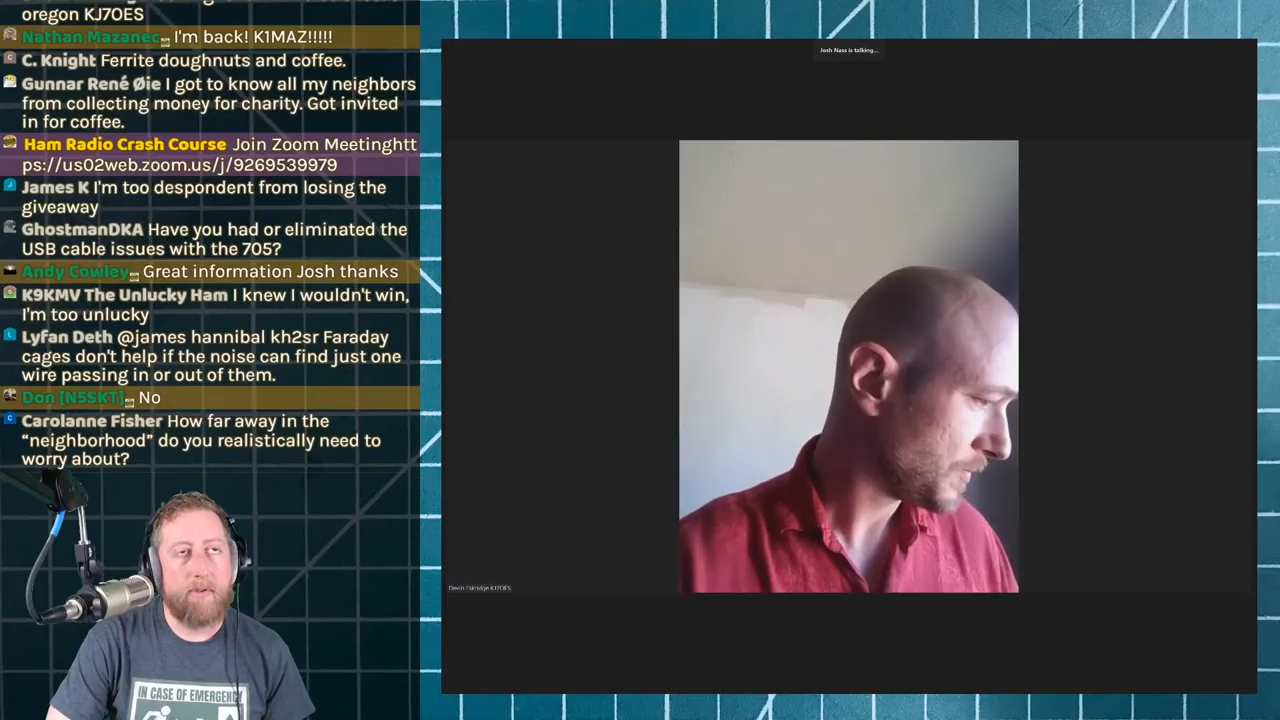 oregon KJ7OES
Nathan Mazanec I'm back! K1MAZ!!!!!
C. Knight Ferrite doughnuts and coffee.
Gunnar René Øie I got to know all my neighbors
from collecting money for charity. Got invited
in for coffee.
Ham Radio Crash Course Join Zoom Meetinghtt
ps://us02web.zoom.us/j/9269539979
James K I'm too despondent from losing the
giveaway
GhostmanDKA Have you had or eliminated the
USB cable issues with the 705?
Andy Cowley Great information Josh thanks
K9KMV The Unlucky Ham I knew I wouldn't win,
I'm too unlucky
Lyfan Deth @james hannibal kh2sr Faraday
cages don't help if the noise can find just one
wire passing in or out of them.
Don [N5SKT] No
Carolanne Fisher How far away in the
“neighborhood” do you realistically need to
worry about?
IN CASE OF EMERGENCY
Josh Nass is talking...
Devin Eskridge KJ7OES